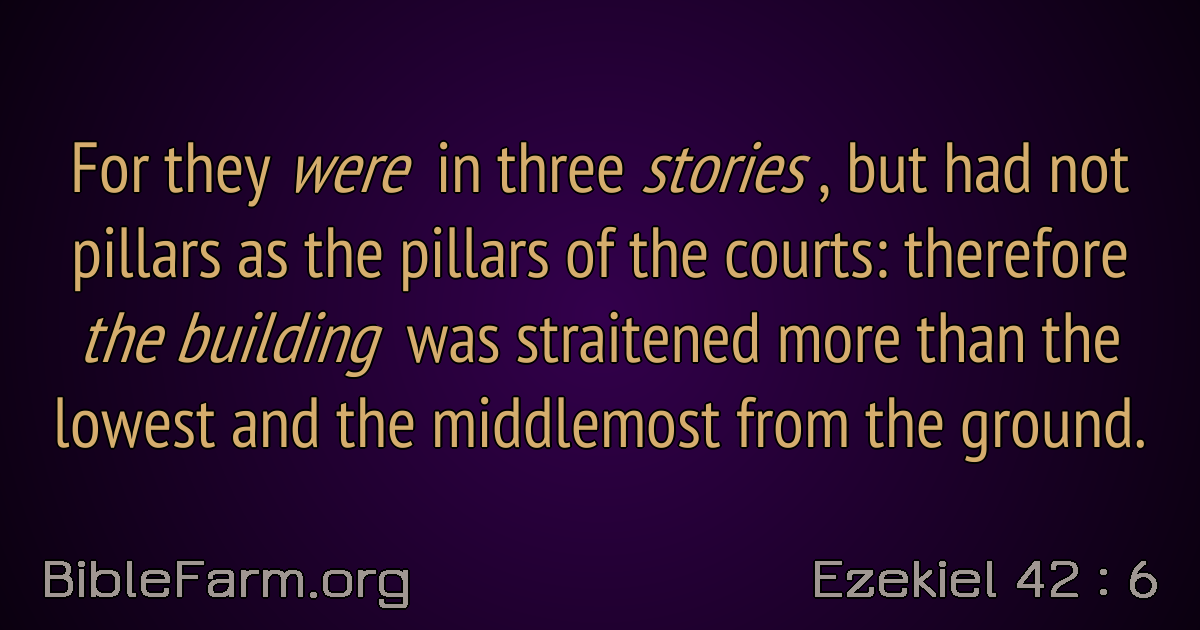 For they were in three stories , but had not
pillars as the pillars of the courts: therefore
the building was straitened more than the
lowest and the middlemost from the ground.
BibleFarm.org
Ezekiel 42 : 6